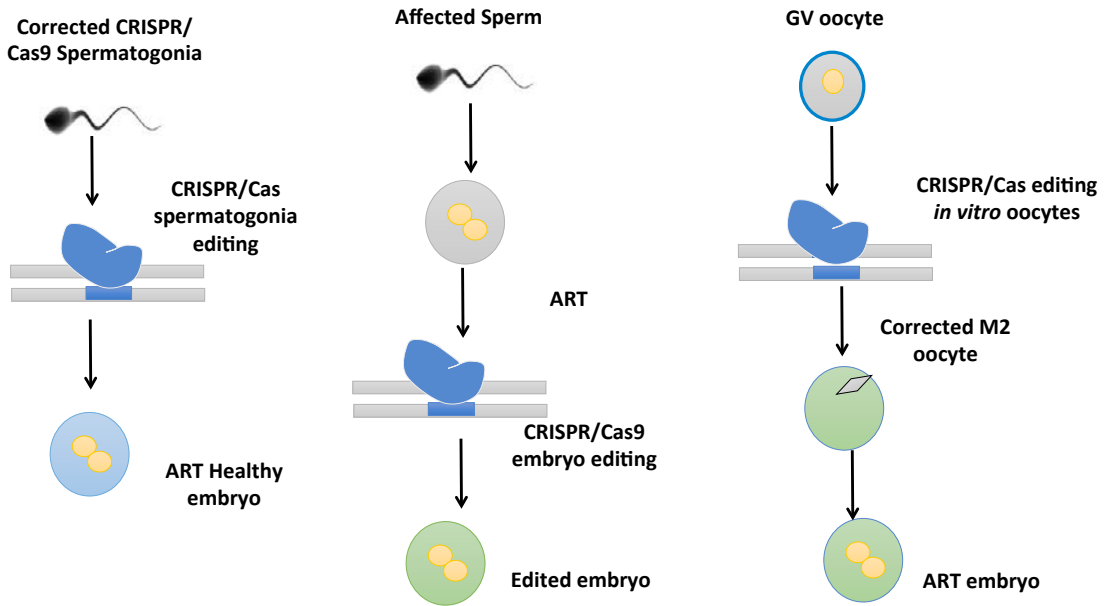 Corrected CRISPR/
Cas9 Spermatogonia
CRISPR/Cas
spermatogonia
editing
ART Healthy
embryo
Affected Sperm
ART
CRISPR/Cas9
embryo editing
Edited embryo
GV oocyte
CRISPR/Cas editing
in vitro oocytes
Corrected M2
oocyte
ART embryo